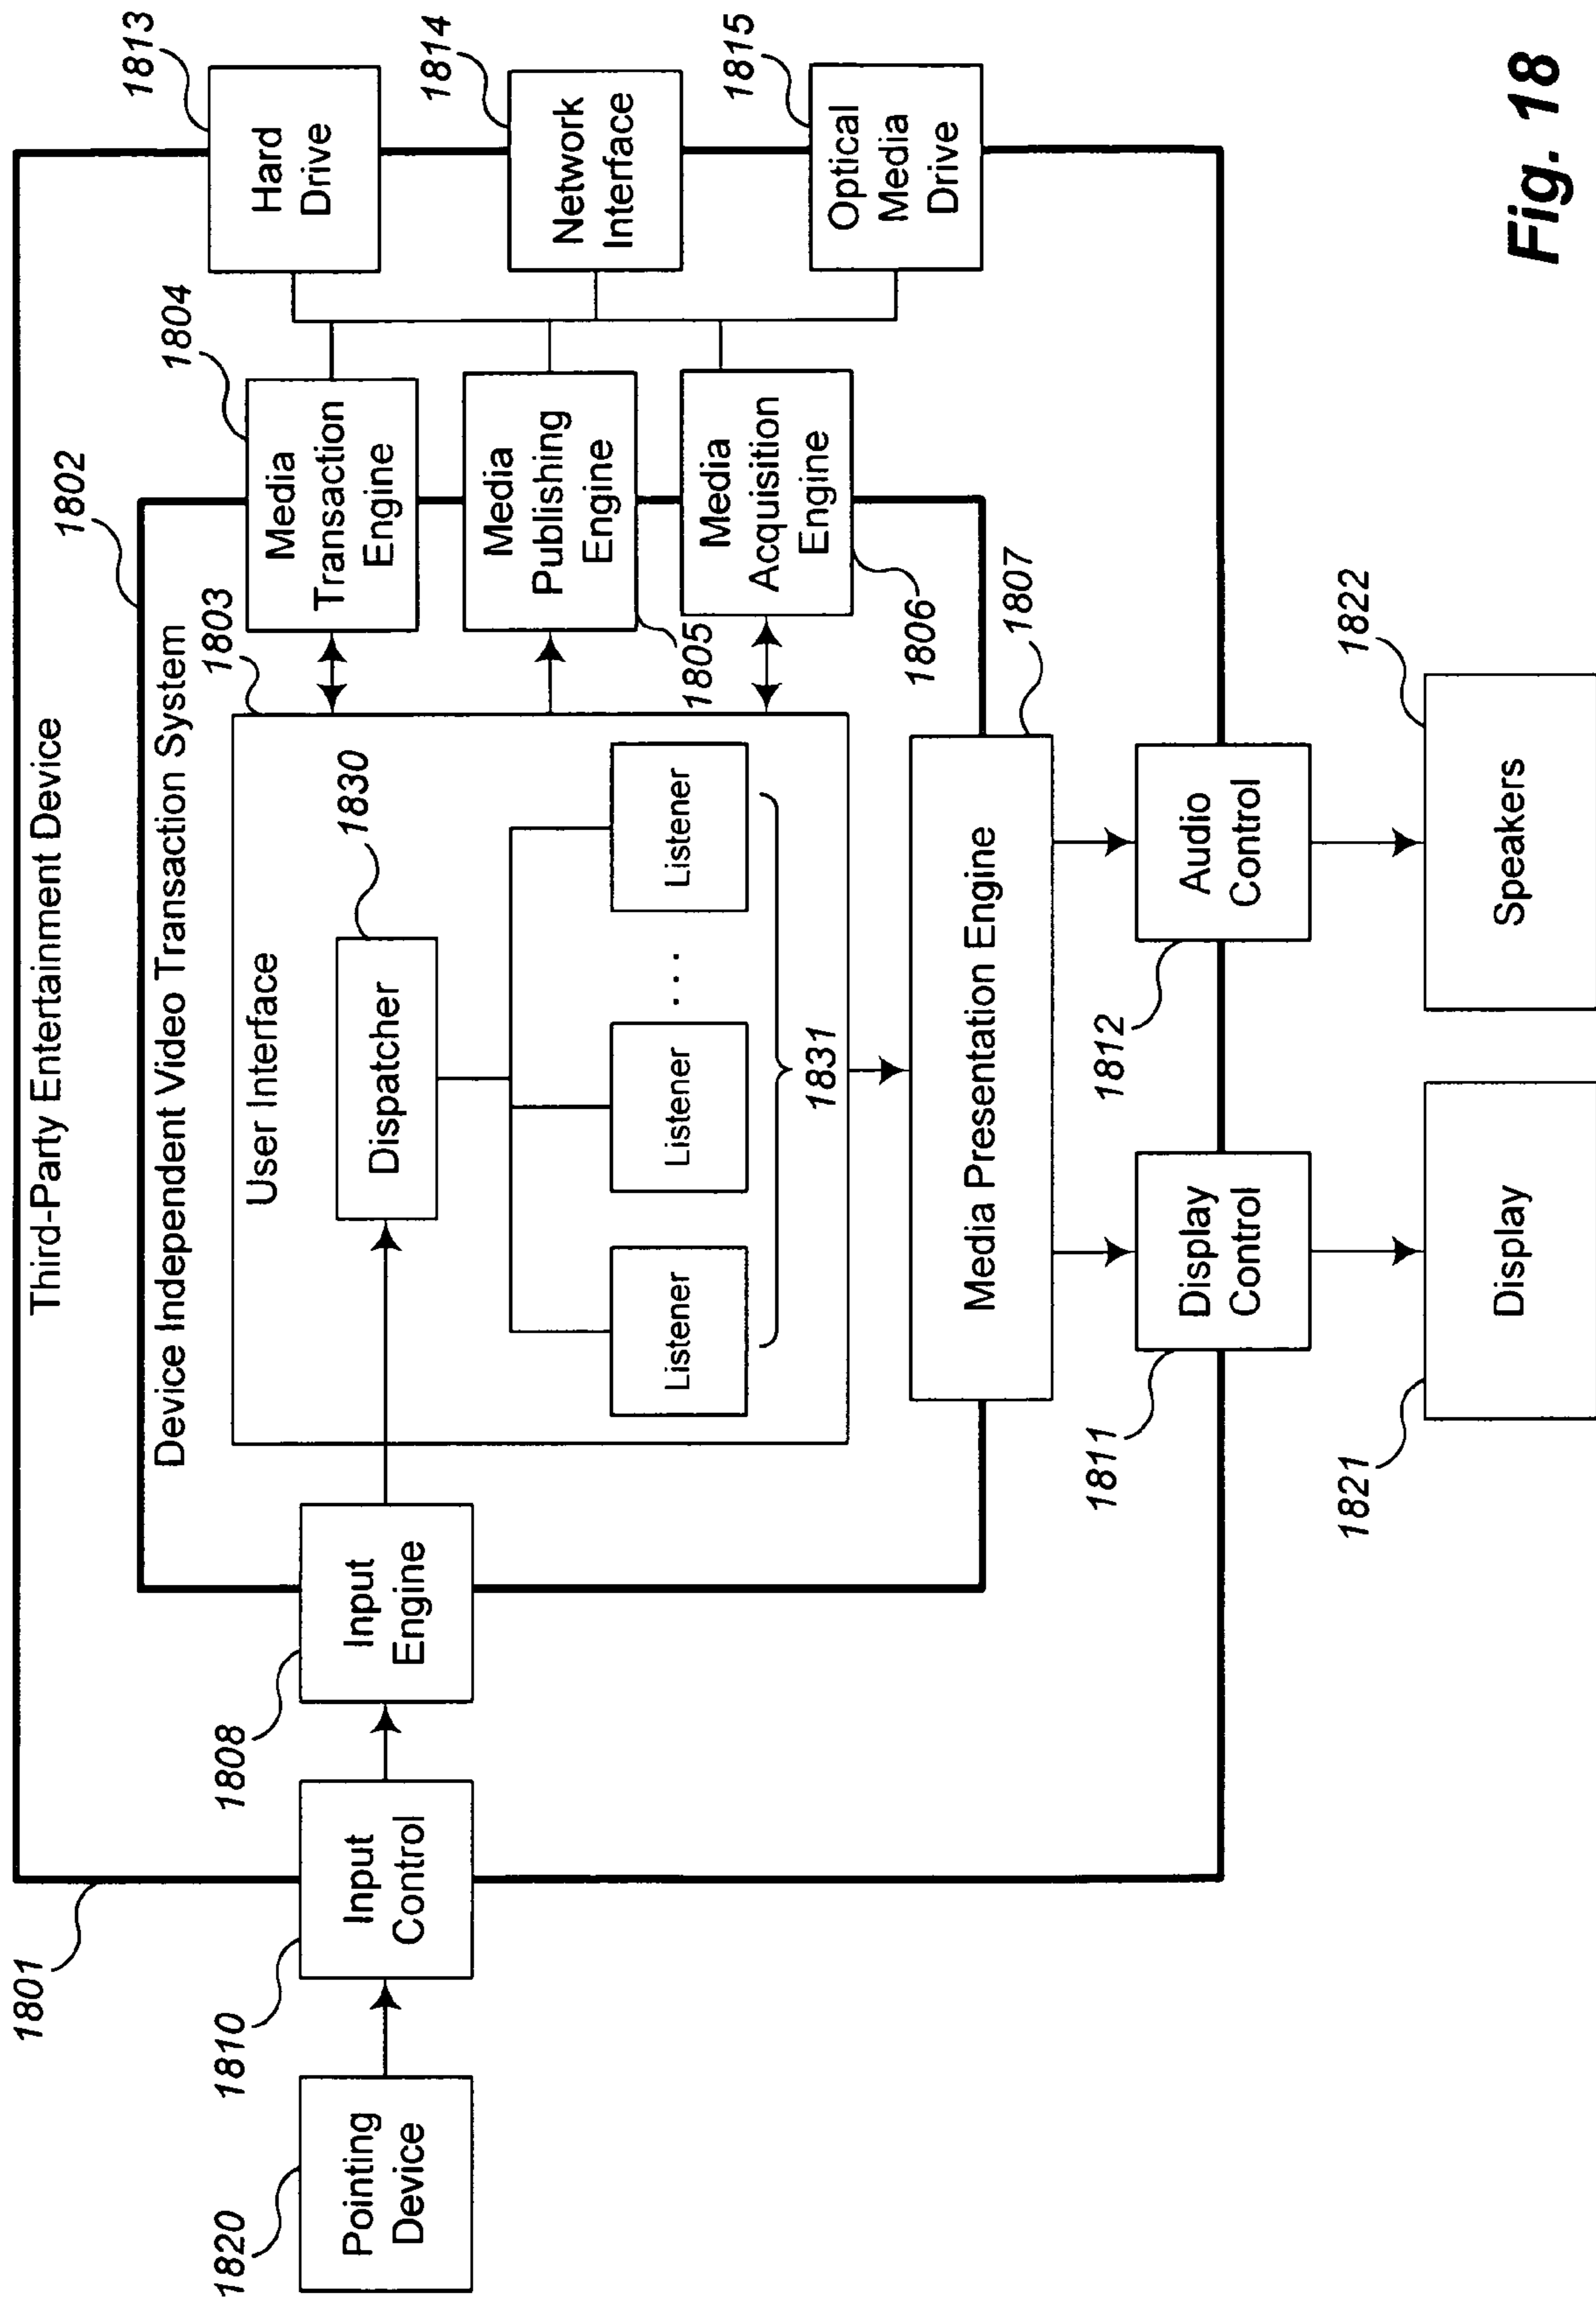 Third-Party Entertainment Device
1801
1802
Device Independent Video Transaction System
1803
User Interface
1820
Pointing
Device
1810
Input
Control
1808
Input
Engine
Dispatcher
1830
Listener
Listener
. . .
Listener
1831
1804
Media
Transaction
Engine
1805
Media
Publishing
Engine
1806
Media
Acquisition
Engine
1813
Hard
Drive
1814
Network
Interface
1815
Optical
Media
Drive
Media Presentation Engine
1807
1811
Display
Control
1812
Audio
Control
1821
Display
1822
Speakers
Fig. 18